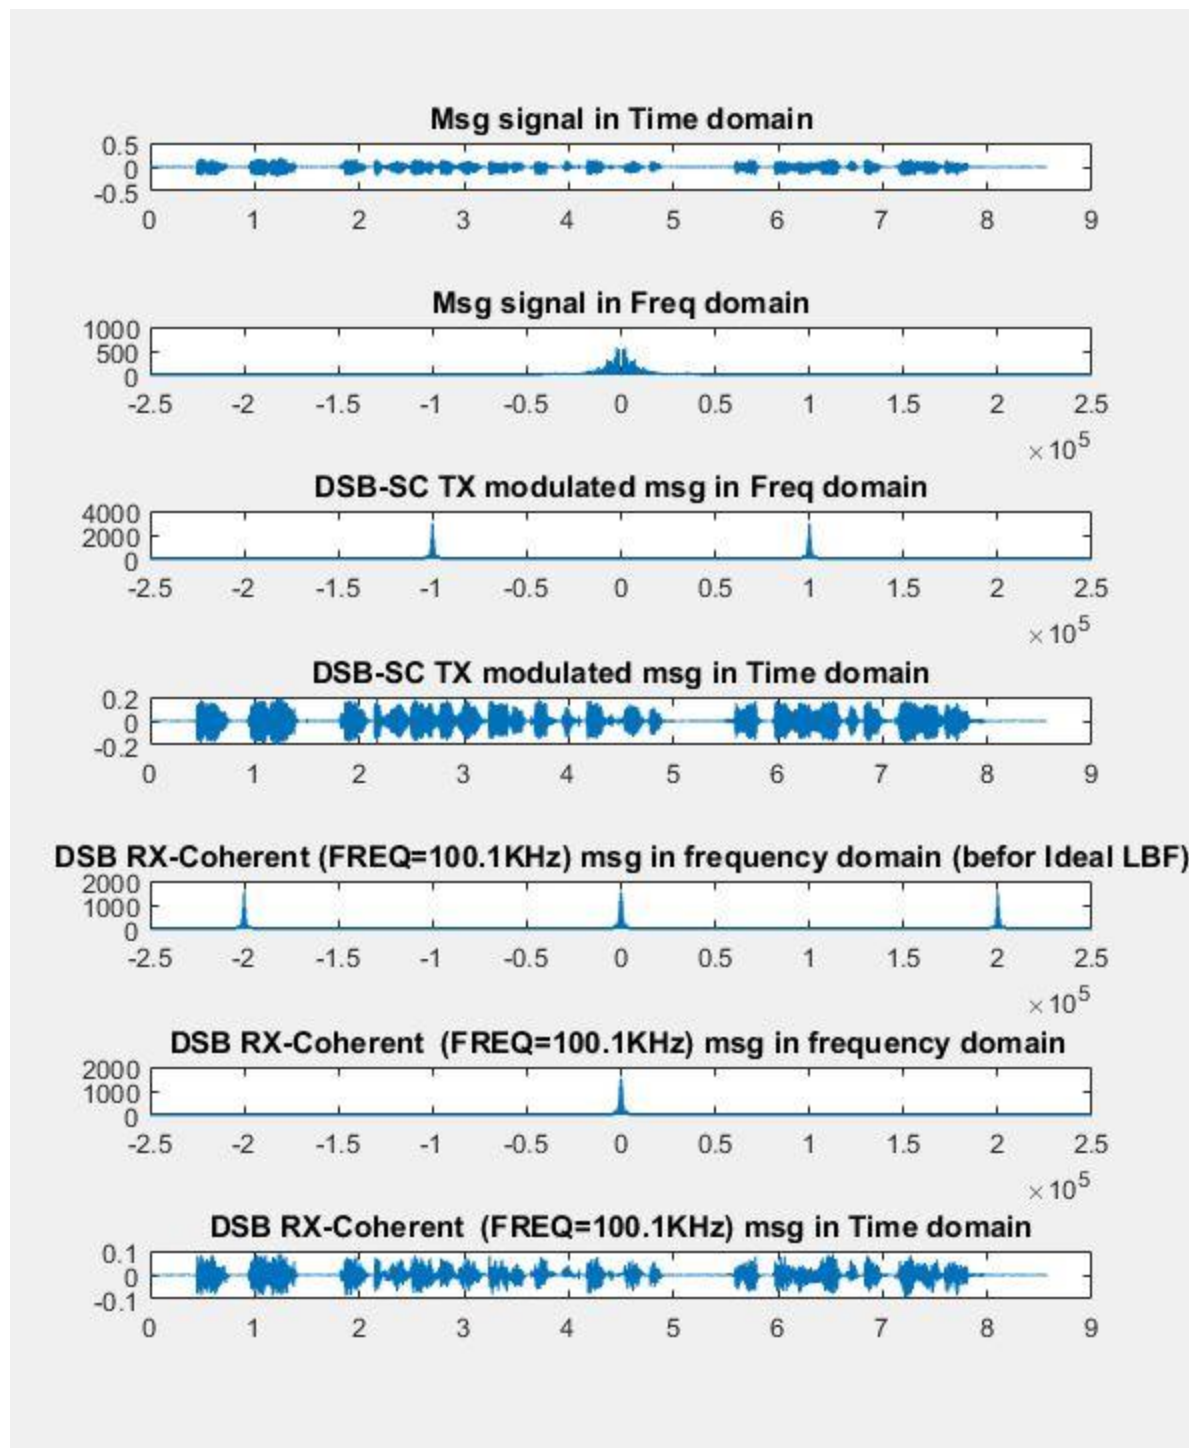 Msg signal in Time domain
0.5
0
-0.5
0 1 2 3 4 5 6 7 8 9
Msg signal in Freq domain
1000
500
0
-2.5 -2 -1.5 -1 -0.5 0 0.5 1 1.5 2 2.5
×10^5
DSB-SC TX modulated msg in Freq domain
4000
2000
0
-2.5 -2 -1.5 -1 -0.5 0 0.5 1 1.5 2 2.5
×10^5
DSB-SC TX modulated msg in Time domain
0.2
0
-0.2
0 1 2 3 4 5 6 7 8 9
DSB RX-Coherent (FREQ=100.1KHz) msg in frequency domain (befor Ideal LBF)
2000
1000
0
-2.5 -2 -1.5 -1 -0.5 0 0.5 1 1.5 2 2.5
×10^5
DSB RX-Coherent (FREQ=100.1KHz) msg in frequency domain
2000
1000
0
-2.5 -2 -1.5 -1 -0.5 0 0.5 1 1.5 2 2.5
×10^5
DSB RX-Coherent (FREQ=100.1KHz) msg in Time domain
0.1
0
-0.1
0 1 2 3 4 5 6 7 8 9